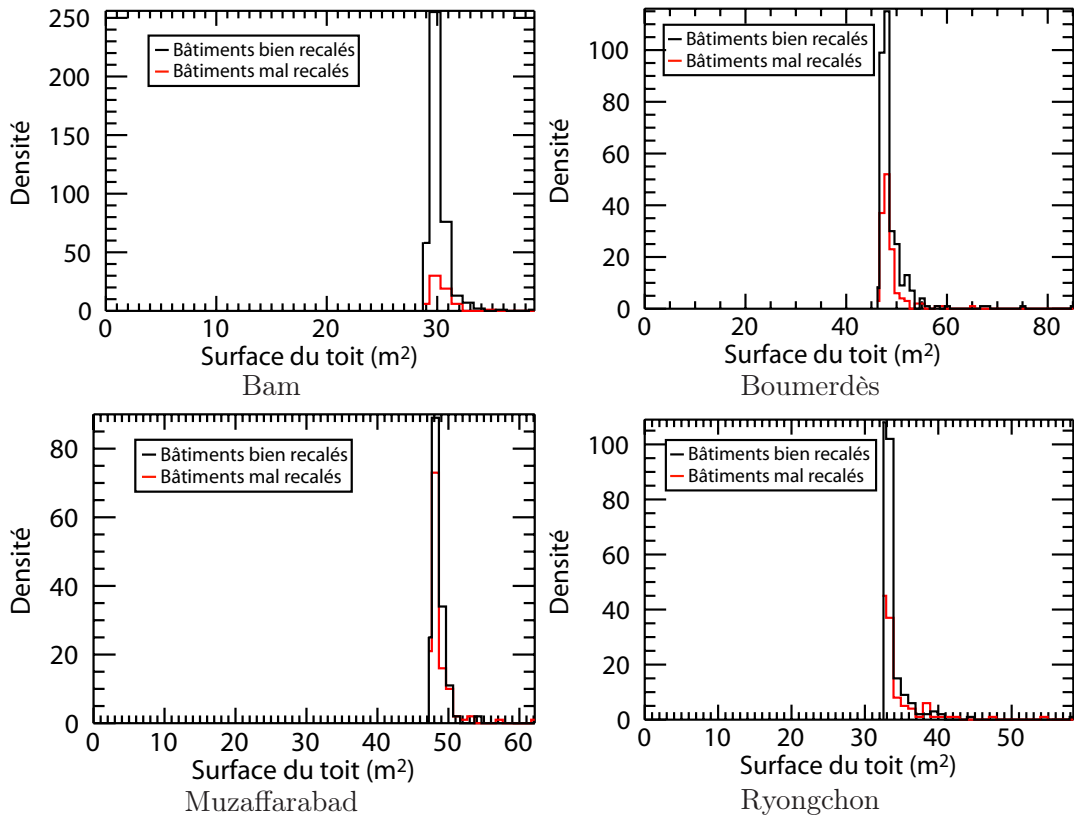 250
200
150
100
50
0
Densité
Bâtiments bien recalés
Bâtiments mal recalés
0 10 20 30
Surface du toit (m²)
Bam
100
80
60
40
20
0
Densité
Bâtiments bien recalés
Bâtiments mal recalés
0 20 40 60 80
Surface du toit (m²)
Boumerdès
80
60
40
20
0
Densité
Bâtiments bien recalés
Bâtiments mal recalés
0 10 20 30 40 50 60
Surface du toit (m²)
Muzaffarabad
100
80
60
40
20
0
Densité
Bâtiments bien recalés
Bâtiments mal recalés
0 10 20 30 40 50
Surface du toit (m²)
Ryongchon